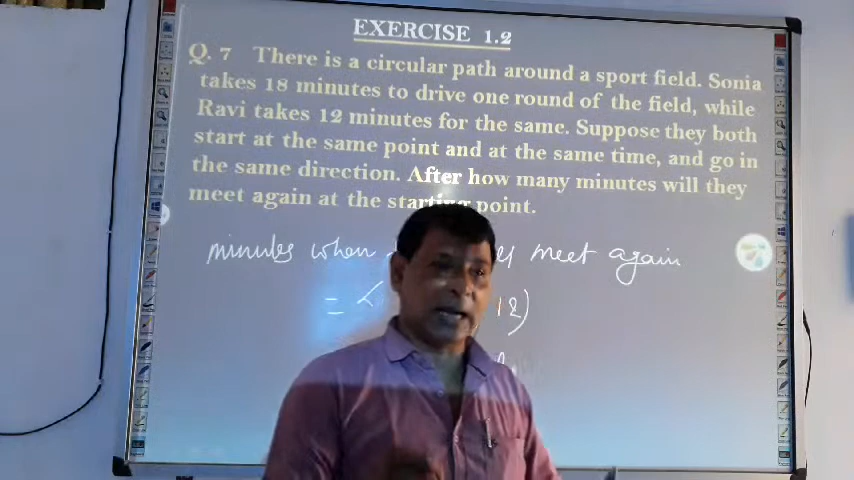 EXERCISE 1.2
Q. 7 There is a circular path around a sport field. Sonia
takes 18 minutes to drive one round of the field, while
Ravi takes 12 minutes for the same. Suppose they both
start at the same point and at the same time, and go in
the same direction. After how many minutes will they
meet again at the starting point.
minutes when meet again
= 12)